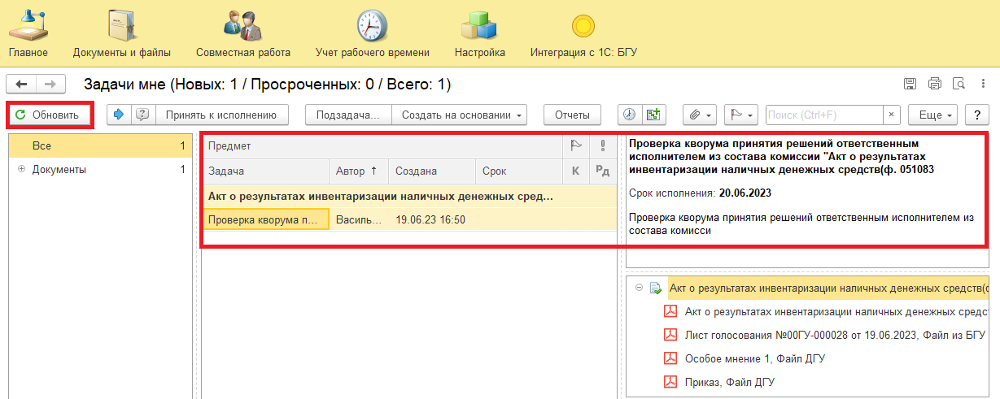 Главное
Документы и файлы
Совместная работа
Учет рабочего времени
Настройка
Интеграция с 1С: БГУ
Задачи мне (Новых: 1 / Просроченных: 0 / Всего: 1)
Обновить
Принять к исполнению
Подзадача...
Создать на основании
Отчеты
Поиск (Ctrl+F)
×
Еще
?
Все 1
Документы 1
Предмет
Задача Автор ↑ Создана Срок К Рд
Акт о результатах инвентаризации наличных денежных сред...
Проверка кворума п... Василь... 19.06.23 16:50
Проверка кворума принятия решений ответственным
исполнителем из состава комиссии "Акт о результатах
инвентаризации наличных денежных средств(ф. 051083
Срок исполнения: 20.06.2023
Проверка кворума принятия решений ответственным исполнителем из
состава комисси
Акт о результатах инвентаризации наличных денежных средств(ф
Акт о результатах инвентаризации наличных денежных средс
Лист голосования №00ГУ-000028 от 19.06.2023, Файл из БГУ
Особое мнение 1, Файл ДГУ
Приказ, Файл ДГУ